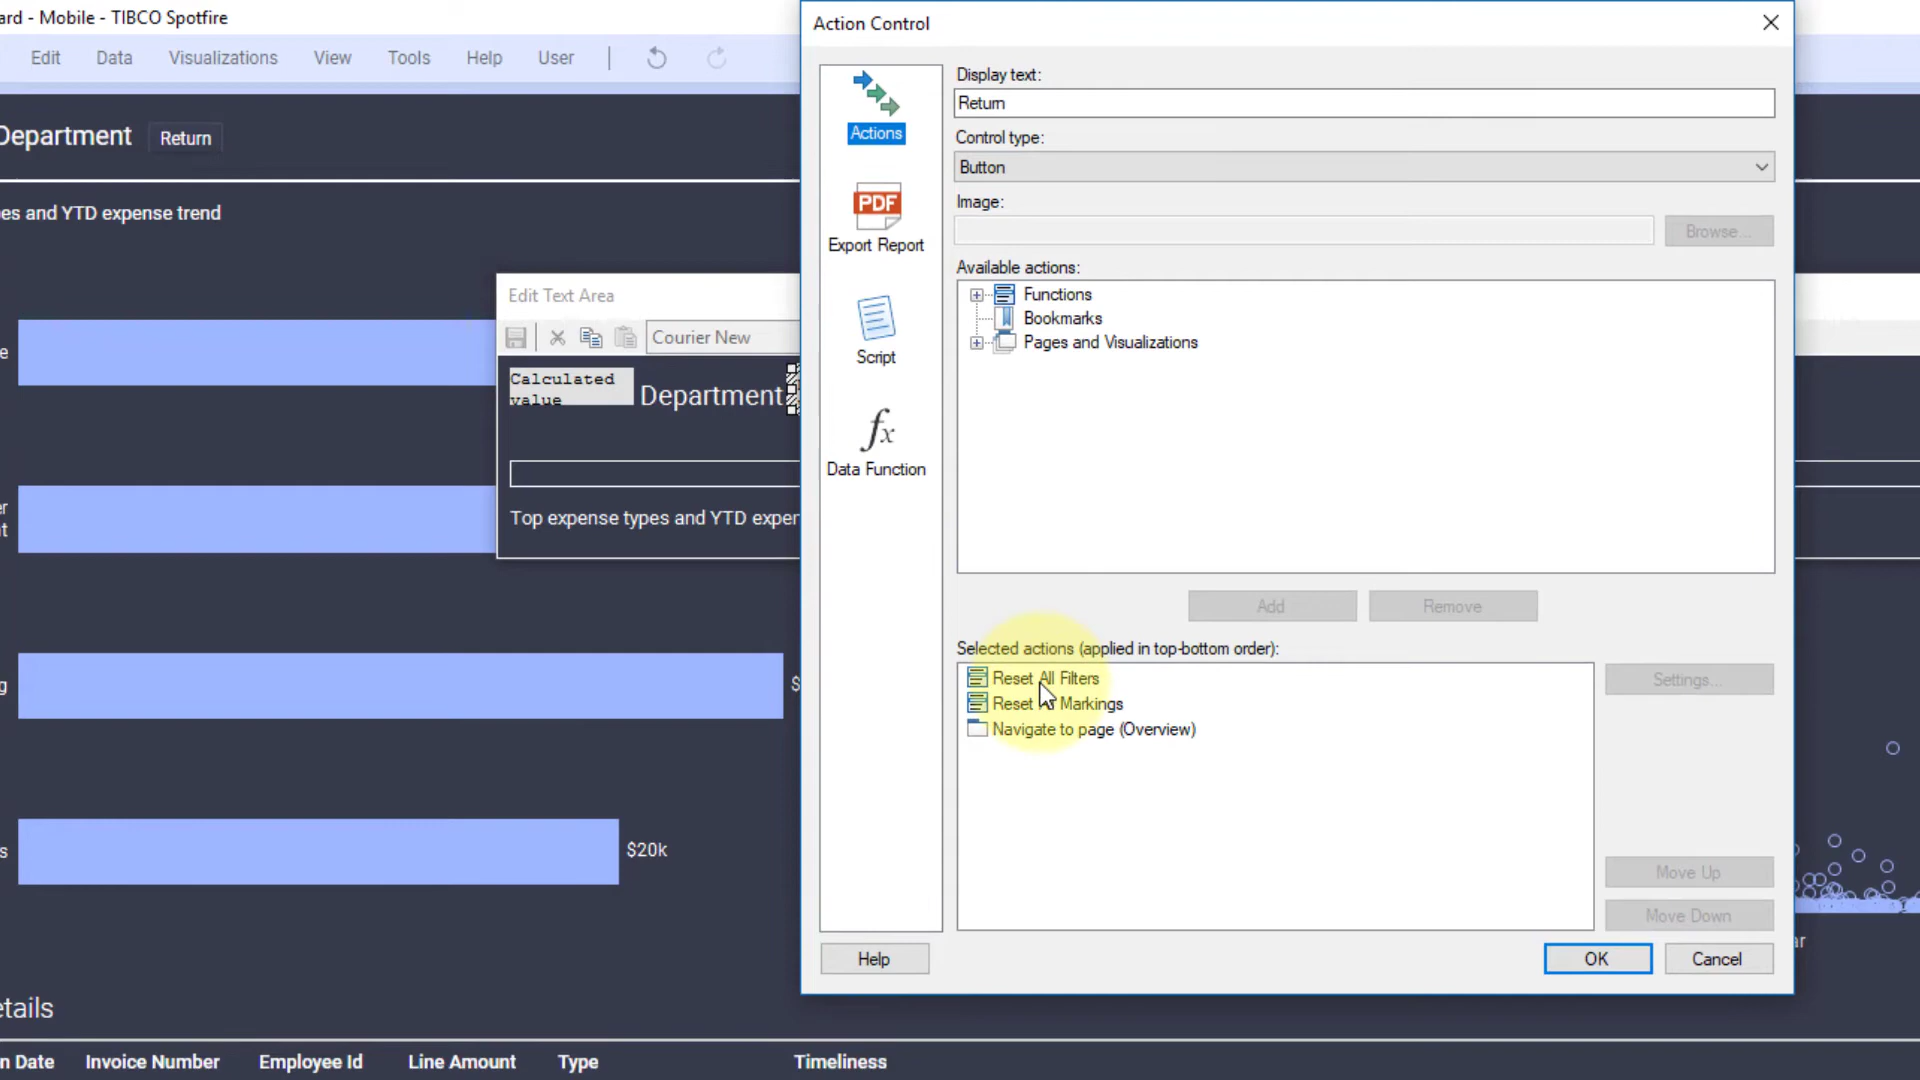 ard - Mobile - TIBCO Spotfire
Edit Data Visualizations View Tools Help User
Department Return
es and YTD expense trend
e
er
nt
g
$
s
$20k
etails
n Date Invoice Number Employee Id Line Amount Type Timeliness
ar
Edit Text Area
Courier New
Calculated
value
Department
Top expense types and YTD exper
Action Control
Actions
PDF
Export Report
Script
fx
Data Function
Display text:
Return
Control type:
Button
Image:
Browse...
Available actions:
Functions
Bookmarks
Pages and Visualizations
Add Remove
Selected actions (applied in top-bottom order):
Reset All Filters
Reset Markings
Navigate to page (Overview)
Settings...
Move Up
Move Down
Help OK Cancel